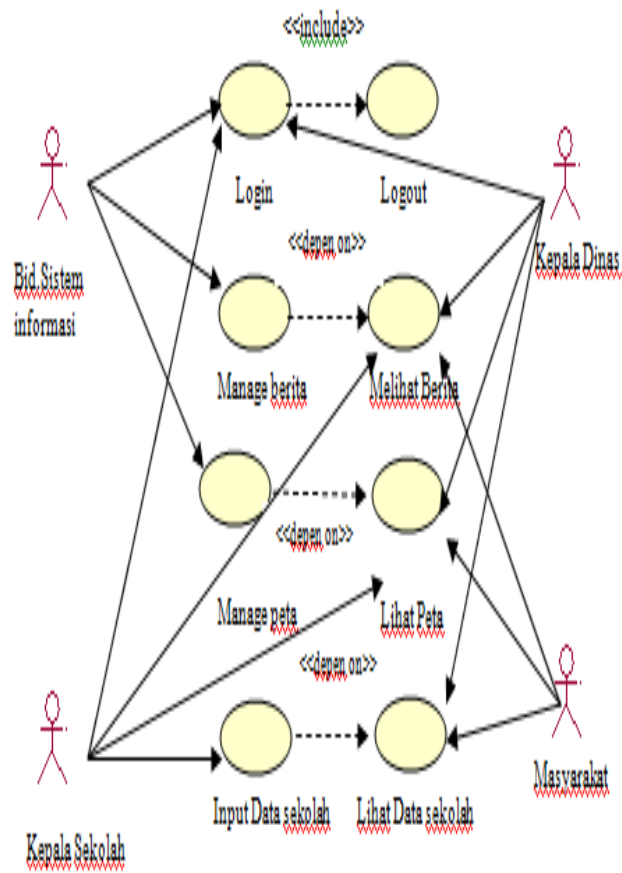 <<include>>
Login
Logout
Bid.Sistem
informasi
Kepala Dinas
<<depen on>>
Manage berita
Melihat Berita
<<depen on>>
Manage peta
Lihat Peta
<<depen on>>
Input Data sekolah
Lihat Data sekolah
Masyarakat
Kepala Sekolah